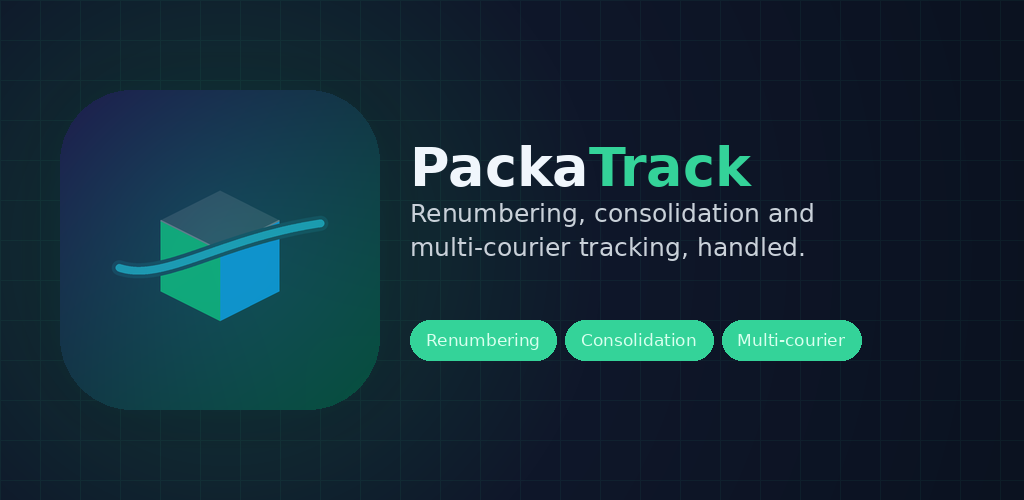 PackaTrack
Renumbering, consolidation and
multi-courier tracking, handled.
Renumbering Consolidation Multi-courier